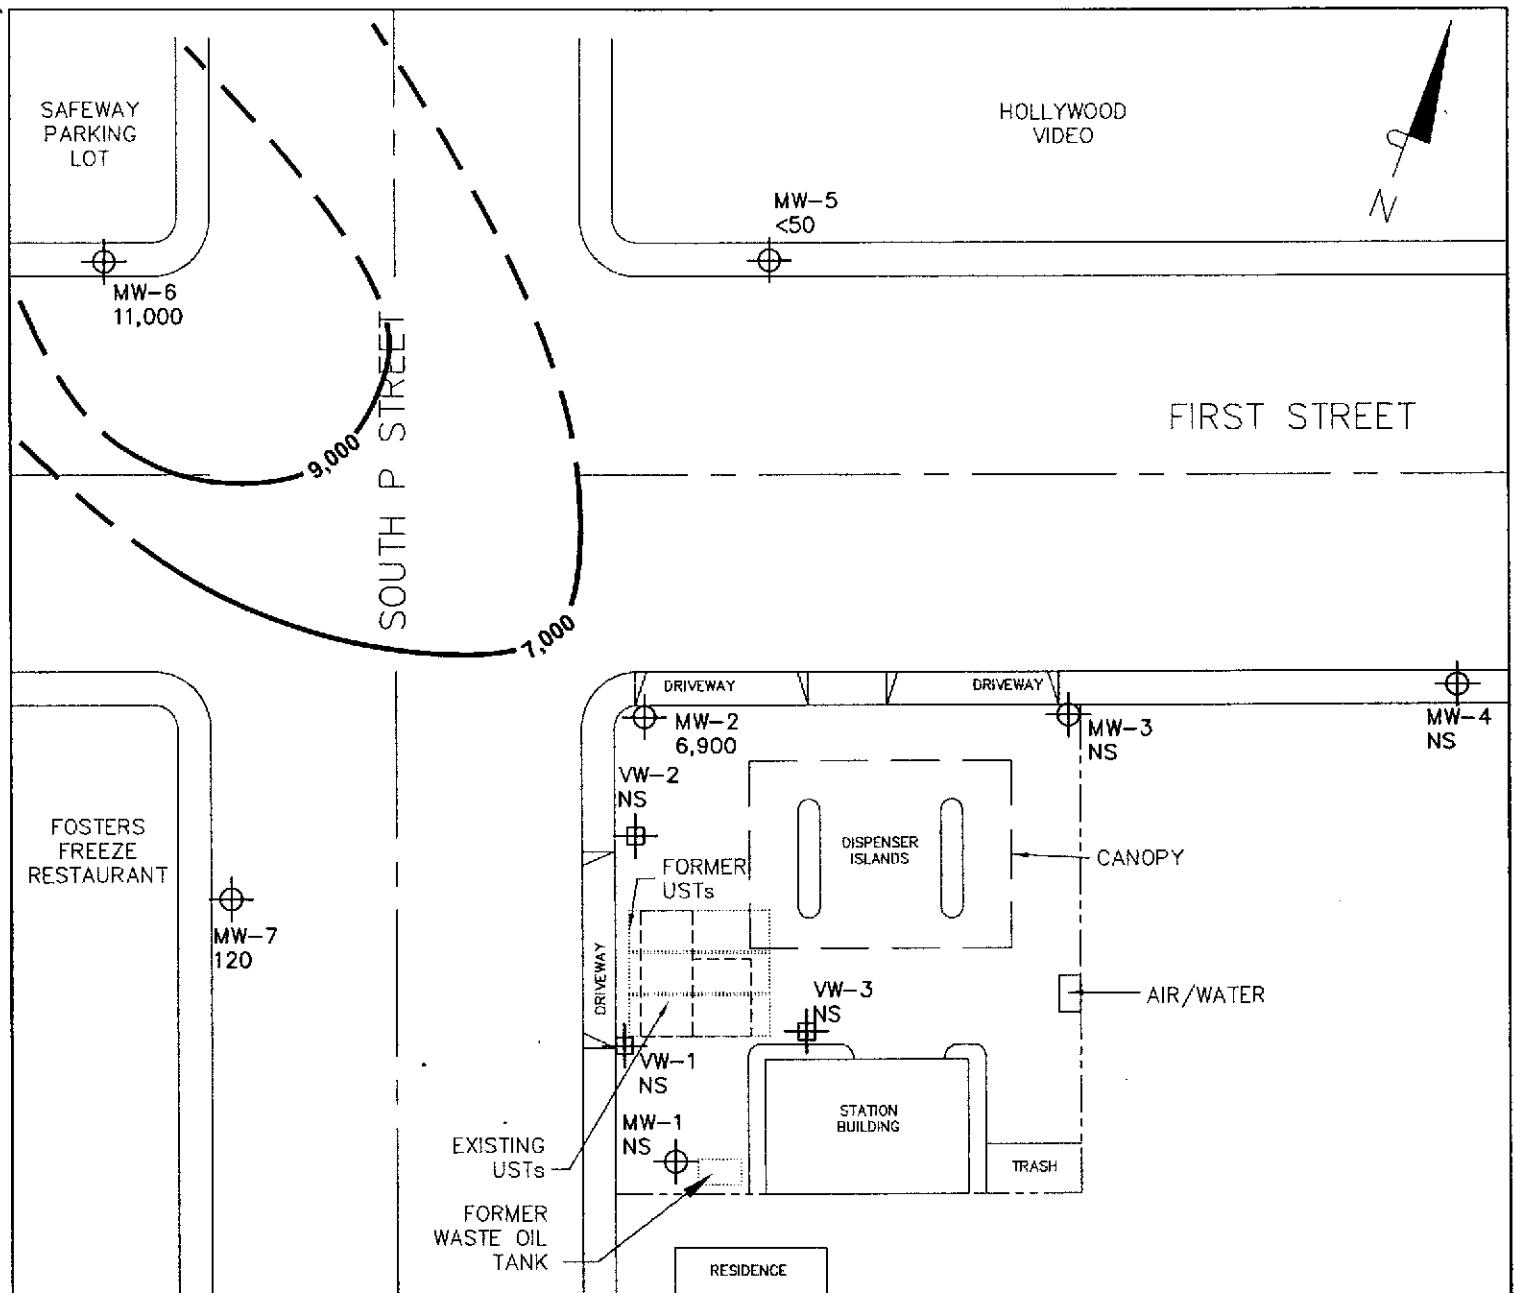 SAFEWAY
PARKING
LOT
HOLLYWOOD
VIDEO
N
MW-5
<50
MW-6
11,000
SOUTH P STREET
FIRST STREET
9,000
7,000
DRIVEWAY
DRIVEWAY
MW-2
6,900
MW-3
NS
MW-4
NS
VW-2
NS
FOSTERS
FREEZE
RESTAURANT
DISPENSER
ISLANDS
CANOPY
FORMER
USTs
MW-7
120
DRIVEWAY
VW-3
NS
AIR/WATER
VW-1
NS
STATION
BUILDING
MW-1
NS
EXISTING
USTs
TRASH
FORMER
WASTE OIL
TANK
RESIDENCE